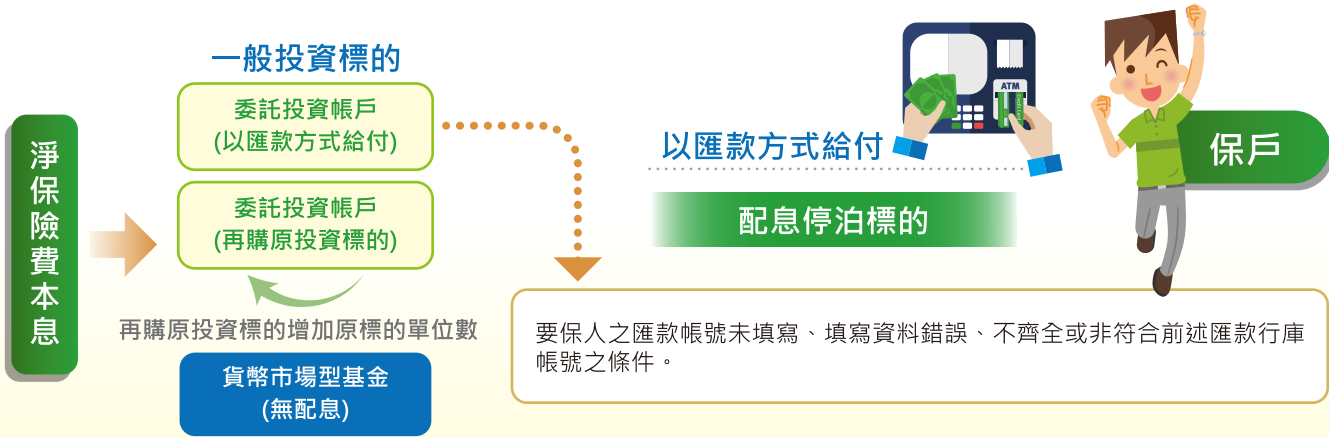 淨保險費本息
一般投資標的
委託投資帳戶
(以匯款方式給付)
委託投資帳戶
(再購原投資標的)
再購原投資標的增加原標的單位數
貨幣市場型基金
(無配息)
以匯款方式給付
ATM
Credit Card
配息停泊標的
保戶
要保人之匯款帳號未填寫、填寫資料錯誤、不齊全或非符合前述匯款行庫
帳號之條件。